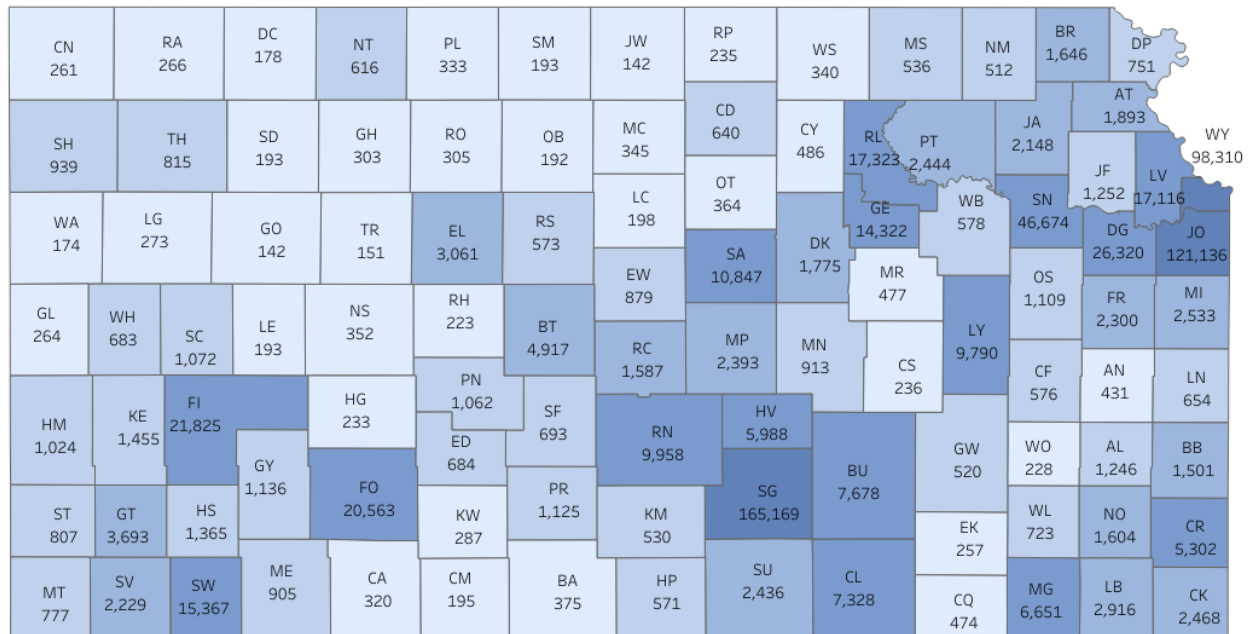 CN
261
RA
266
DC
178
NT
616
PL
333
SM
193
JW
142
RP
235
WS
340
MS
536
NM
512
BR
1,646
DP
751
SH
939
TH
815
SD
193
GH
303
RO
305
OB
192
MC
345
CD
640
CY
486
RL
17,323
PT
2,444
JA
2,148
AT
1,893
WY
98,310
OT
364
JF
1,252
LV
17,116
WA
174
LG
273
GO
142
TR
151
EL
3,061
RS
573
LC
198
SA
10,847
DK
1,775
GE
14,322
WB
578
SN
46,674
DG
26,320
JO
121,136
EW
879
MR
477
OS
1,109
FR
2,300
MI
2,533
GL
264
WH
683
SC
1,072
LE
193
NS
352
RH
223
BT
4,917
RC
1,587
MP
2,393
MN
913
CS
236
LY
9,790
CF
576
AN
431
LN
654
HM
1,024
KE
1,455
FI
21,825
HG
233
PN
1,062
SF
693
RN
9,958
HV
5,988
ED
684
GY
1,136
FO
20,563
SG
165,169
BU
7,678
GW
520
WO
228
AL
1,246
BB
1,501
ST
807
GT
3,693
HS
1,365
KW
287
PR
1,125
KM
530
EK
257
WL
723
NO
1,604
CR
5,302
MT
777
SV
2,229
SW
15,367
ME
905
CA
320
CM
195
BA
375
HP
571
SU
2,436
CL
7,328
CQ
474
MG
6,651
LB
2,916
CK
2,468